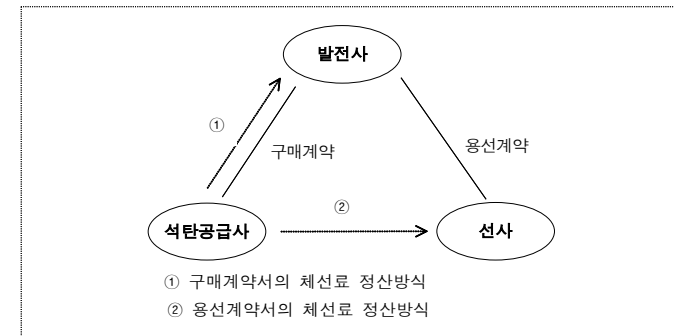 발전사
①
구매계약
용선계약
②
석탄공급사
선사
① 구매계약서의 체선료 정산방식
② 용선계약서의 체선료 정산방식